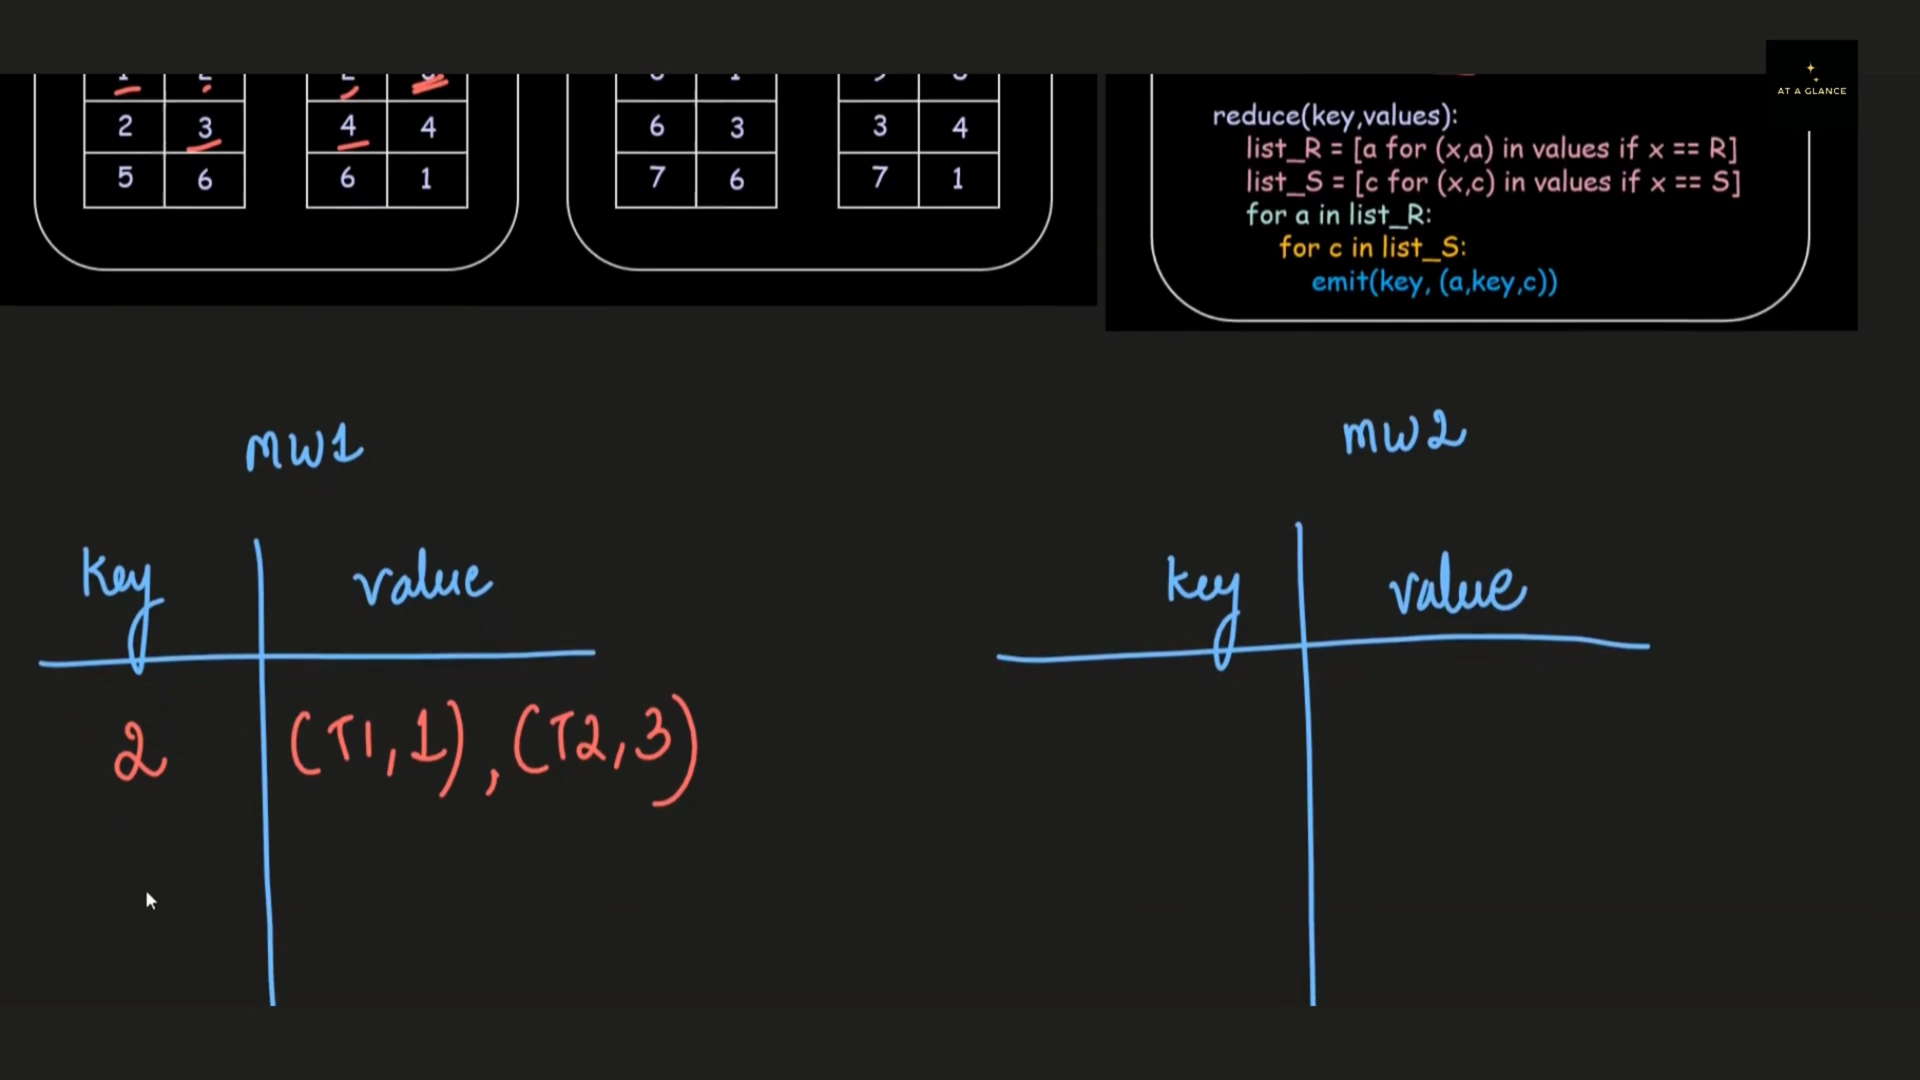 AT A GLANCE
2 3 4 4 6 3 3 4
5 6 6 1 7 6 7 1
reduce(key,values):
list_R = [a for (x,a) in values if x == R]
list_S = [c for (x,c) in values if x == S]
for a in list_R:
for c in list_S:
emit(key, (a,key,c))
MW1
MW2
Key value
key value
2 (T1,1), (T2,3)